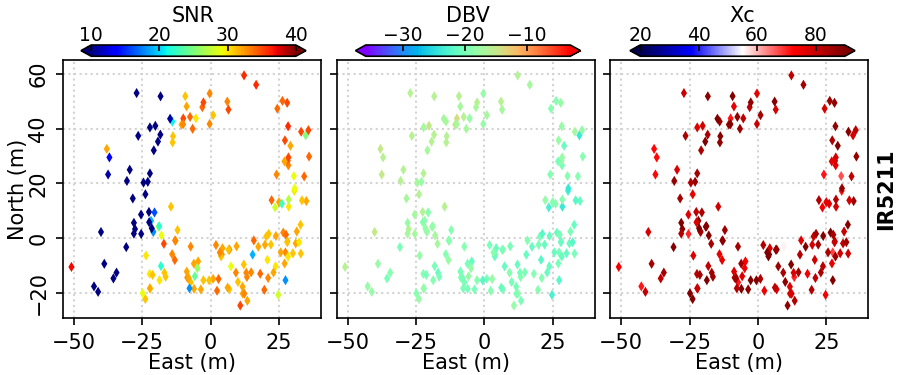 SNR DBV Xc
10 20 30 40 −30 −20 −10 20 40 60 80
60
40
20
0
−20
North (m)
IR5211
−50 −25 0 25 −50 −25 0 25 −50 −25 0 25
East (m) East (m) East (m)